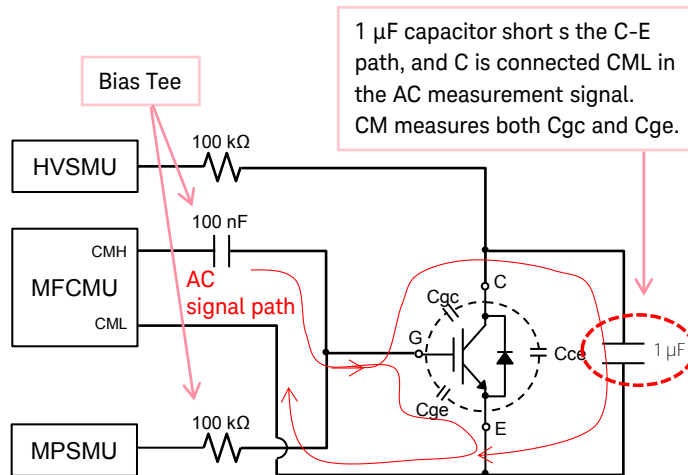 1 µF capacitor short s the C-E
path, and C is connected CML in
the AC measurement signal.
CM measures both Cgc and Cge.
Bias Tee
100 kΩ
HVSMU
100 nF
CMH
MFCMU
CML
AC
signal path
C
Cgc
G
Cce
1 µF
Cge
E
100 kΩ
MPSMU